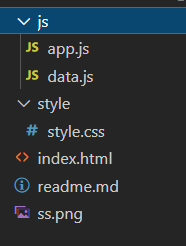 js
JS app.js
JS data.js
style
# style.css
<> index.html
readme.md
ss.png